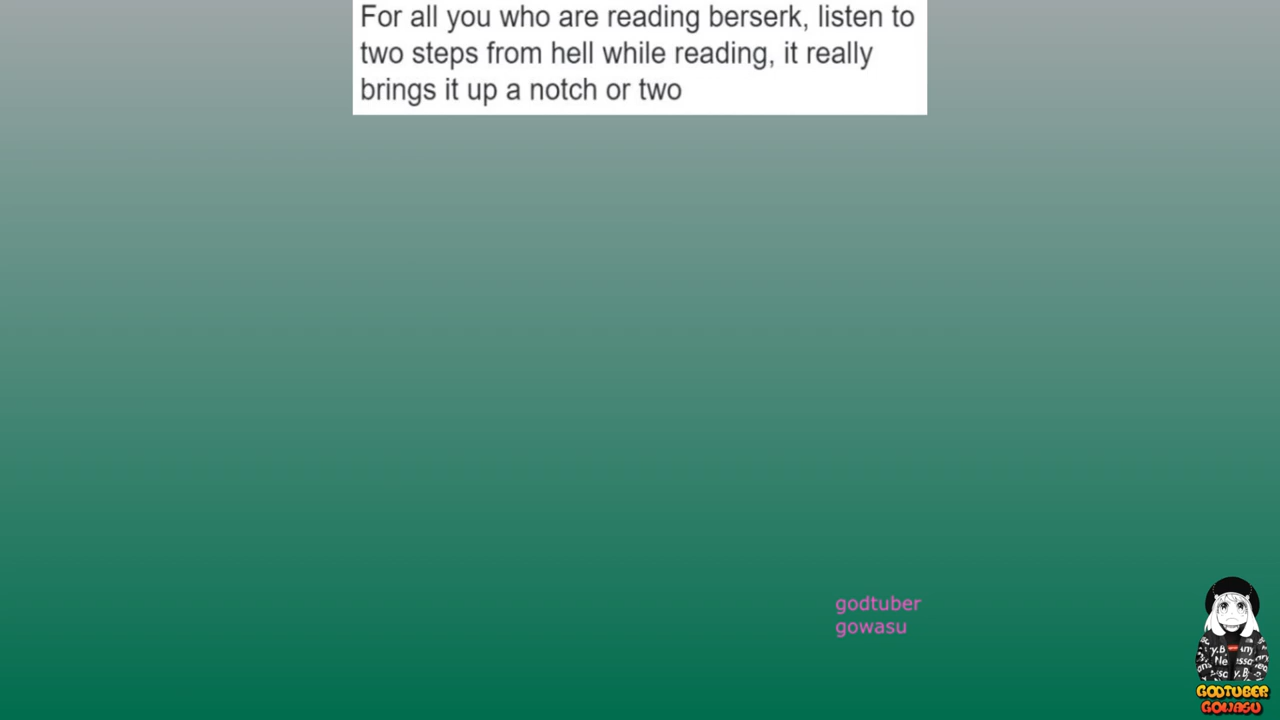 For all you who are reading berserk, listen to
two steps from hell while reading, it really
brings it up a notch or two
godtuber
gowasu
GODTUBER
GOWASU